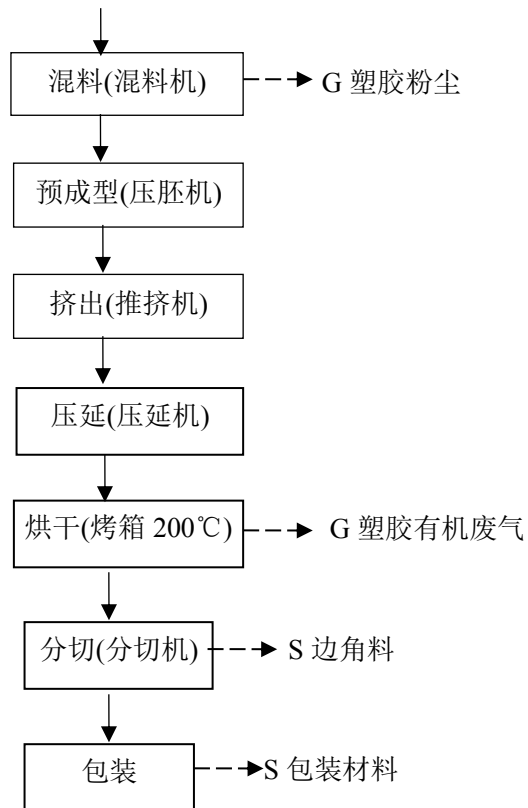 混料(混料机)
G 塑胶粉尘
预成型(压胚机)
挤出(推挤机)
压延(压延机)
烘干(烤箱 200℃)
G 塑胶有机废气
分切(分切机)
S 边角料
包装
S 包装材料